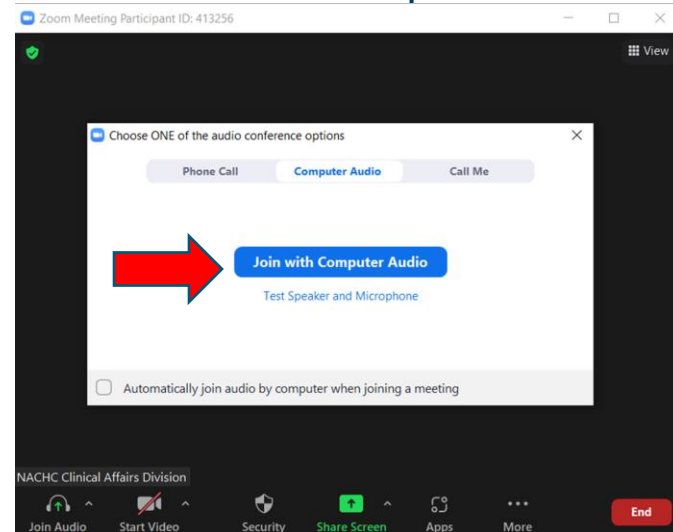 Zoom Meeting Participant ID: 413256
View
Choose ONE of the audio conference options
Phone Call Computer Audio Call Me
Join with Computer Audio
Test Speaker and Microphone
Automatically join audio by computer when joining a meeting
NACHC Clinical Affairs Division
Join Audio Start Video Security Share Screen Apps More End